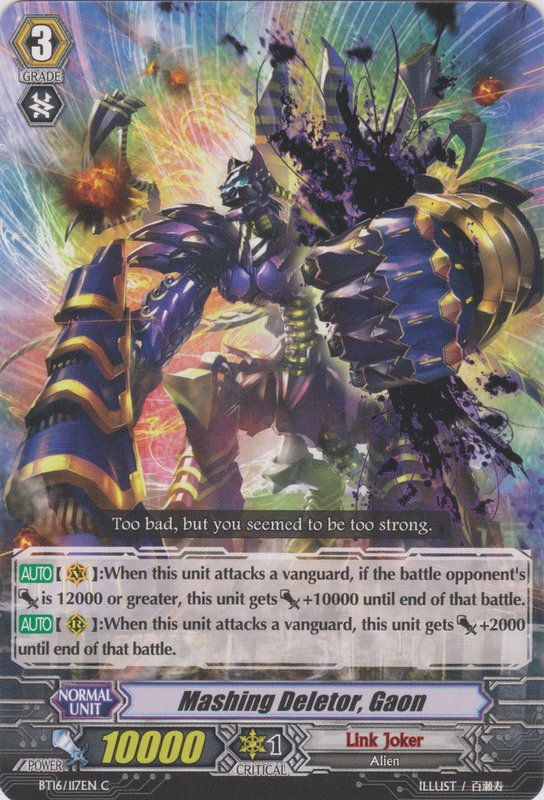 3
GRADE
Too bad, but you seemed to be too strong.
AUTO [ V ]:When this unit attacks a vanguard, if the battle opponent's
is 12000 or greater, this unit gets +10000 until end of that battle.
AUTO [ R ]:When this unit attacks a vanguard, this unit gets +2000
until end of that battle.
NORMAL
UNIT
Mashing Deletor, Gaon
POWER
10000
1
CRITICAL
Link Joker
Alien
BT16/117EN C
ILLUST / 百瀬寿